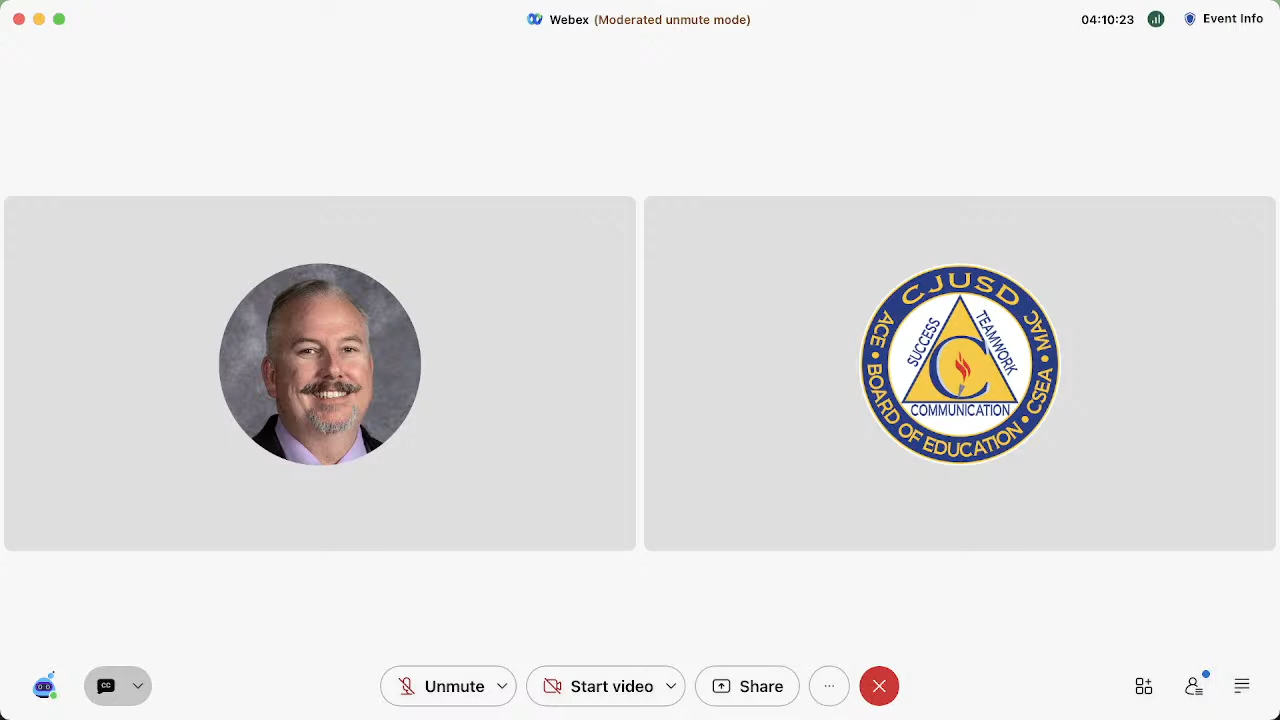 Webex (Moderated unmute mode)
04:10:23
Event Info
CJUSD
ACE • BOARD OF EDUCATION • CSEA • MAC
SUCCESS
TEAMWORK
C
COMMUNICATION
CC
Unmute
Start video
Share